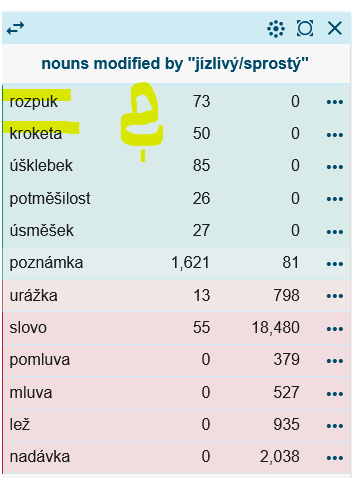 nouns modified by "jízlivý/sprostý"
rozpuk 73 0 •••
kroketa 50 0 •••
úšklebek 85 0 •••
potměšilost 26 0 •••
úsměšek 27 0 •••
poznámka 1,621 81 •••
urážka 13 798 •••
slovo 55 18,480 •••
pomluva 0 379 •••
mluva 0 527 •••
lež 0 935 •••
nadávka 0 2,038 •••